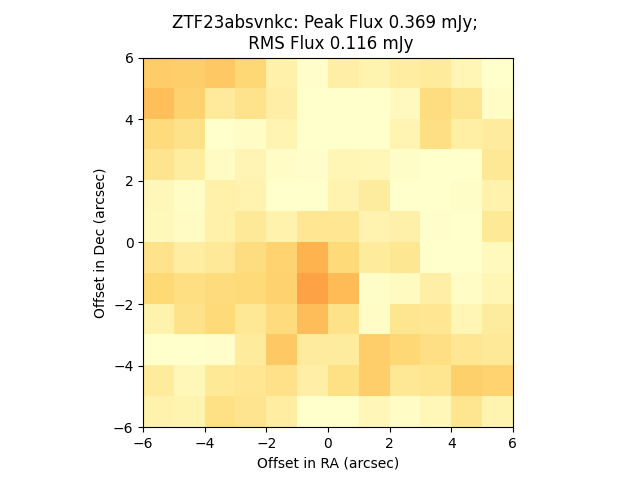 ZTF23absvnkc: Peak Flux 0.369 mJy;
RMS Flux 0.116 mJy
6
4
2
0
−2
−4
−6
Offset in Dec (arcsec)
−6 −4 −2 0 2 4 6
Offset in RA (arcsec)